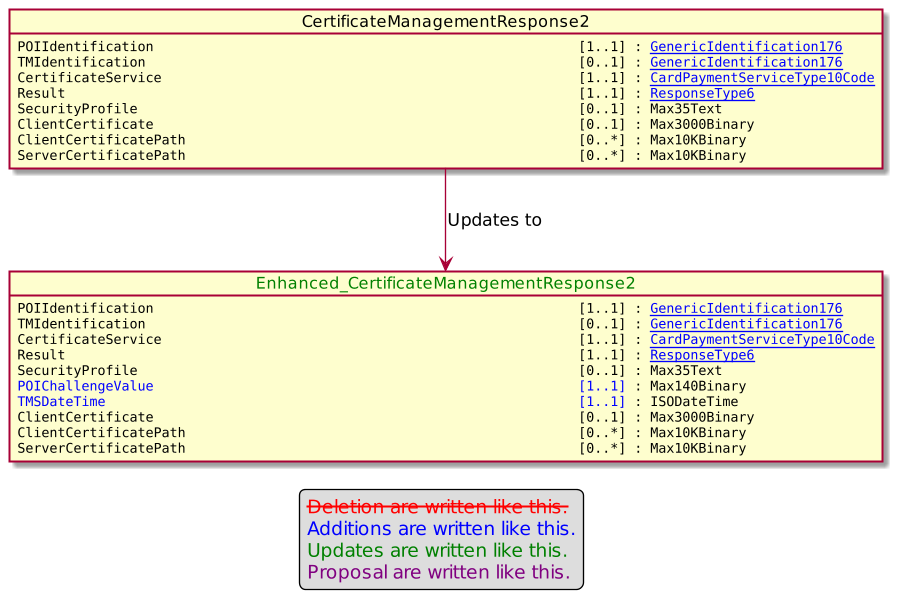 CertificateManagementResponse2
POIIdentification [1..1] : GenericIdentification176
TMIdentification [0..1] : GenericIdentification176
CertificateService [1..1] : CardPaymentServiceType10Code
Result [1..1] : ResponseType6
SecurityProfile [0..1] : Max35Text
ClientCertificate [0..1] : Max3000Binary
ClientCertificatePath [0..*] : Max10KBinary
ServerCertificatePath [0..*] : Max10KBinary
Updates to
Enhanced_CertificateManagementResponse2
POIIdentification [1..1] : GenericIdentification176
TMIdentification [0..1] : GenericIdentification176
CertificateService [1..1] : CardPaymentServiceType10Code
Result [1..1] : ResponseType6
SecurityProfile [0..1] : Max35Text
POIChallengeValue [1..1] : Max140Binary
TMSDateTime [1..1] : ISODateTime
ClientCertificate [0..1] : Max3000Binary
ClientCertificatePath [0..*] : Max10KBinary
ServerCertificatePath [0..*] : Max10KBinary
Deletion are written like this.
Additions are written like this.
Updates are written like this.
Proposal are written like this.